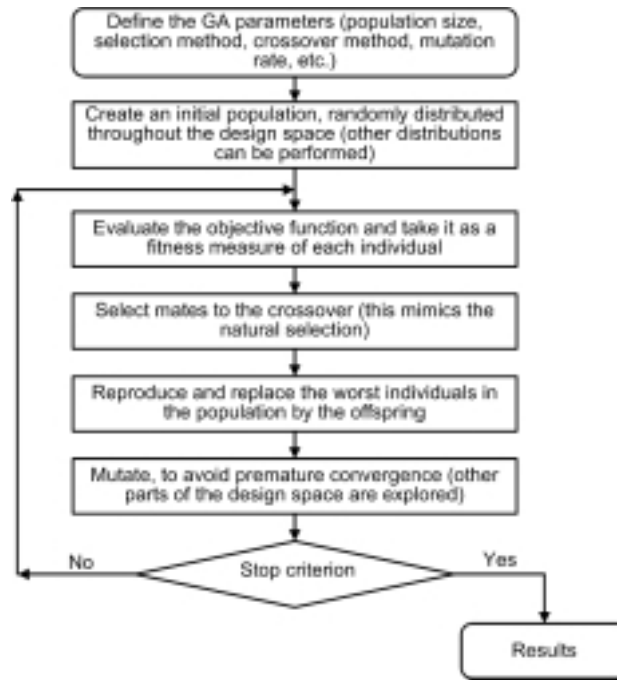 Define the GA parameters (population size,
selection method, crossover method, mutation
rate, etc.)
Create an initial population, randomly distributed
throughout the design space (other distributions
can be performed)
Evaluate the objective function and take it as a
fitness measure of each individual
Select mates to the crossover (this mimics the
natural selection)
Reproduce and replace the worst individuals in
the population by the offspring
Mutate, to avoid premature convergence (other
parts of the design space are explored)
Stop criterion
No
Yes
Results